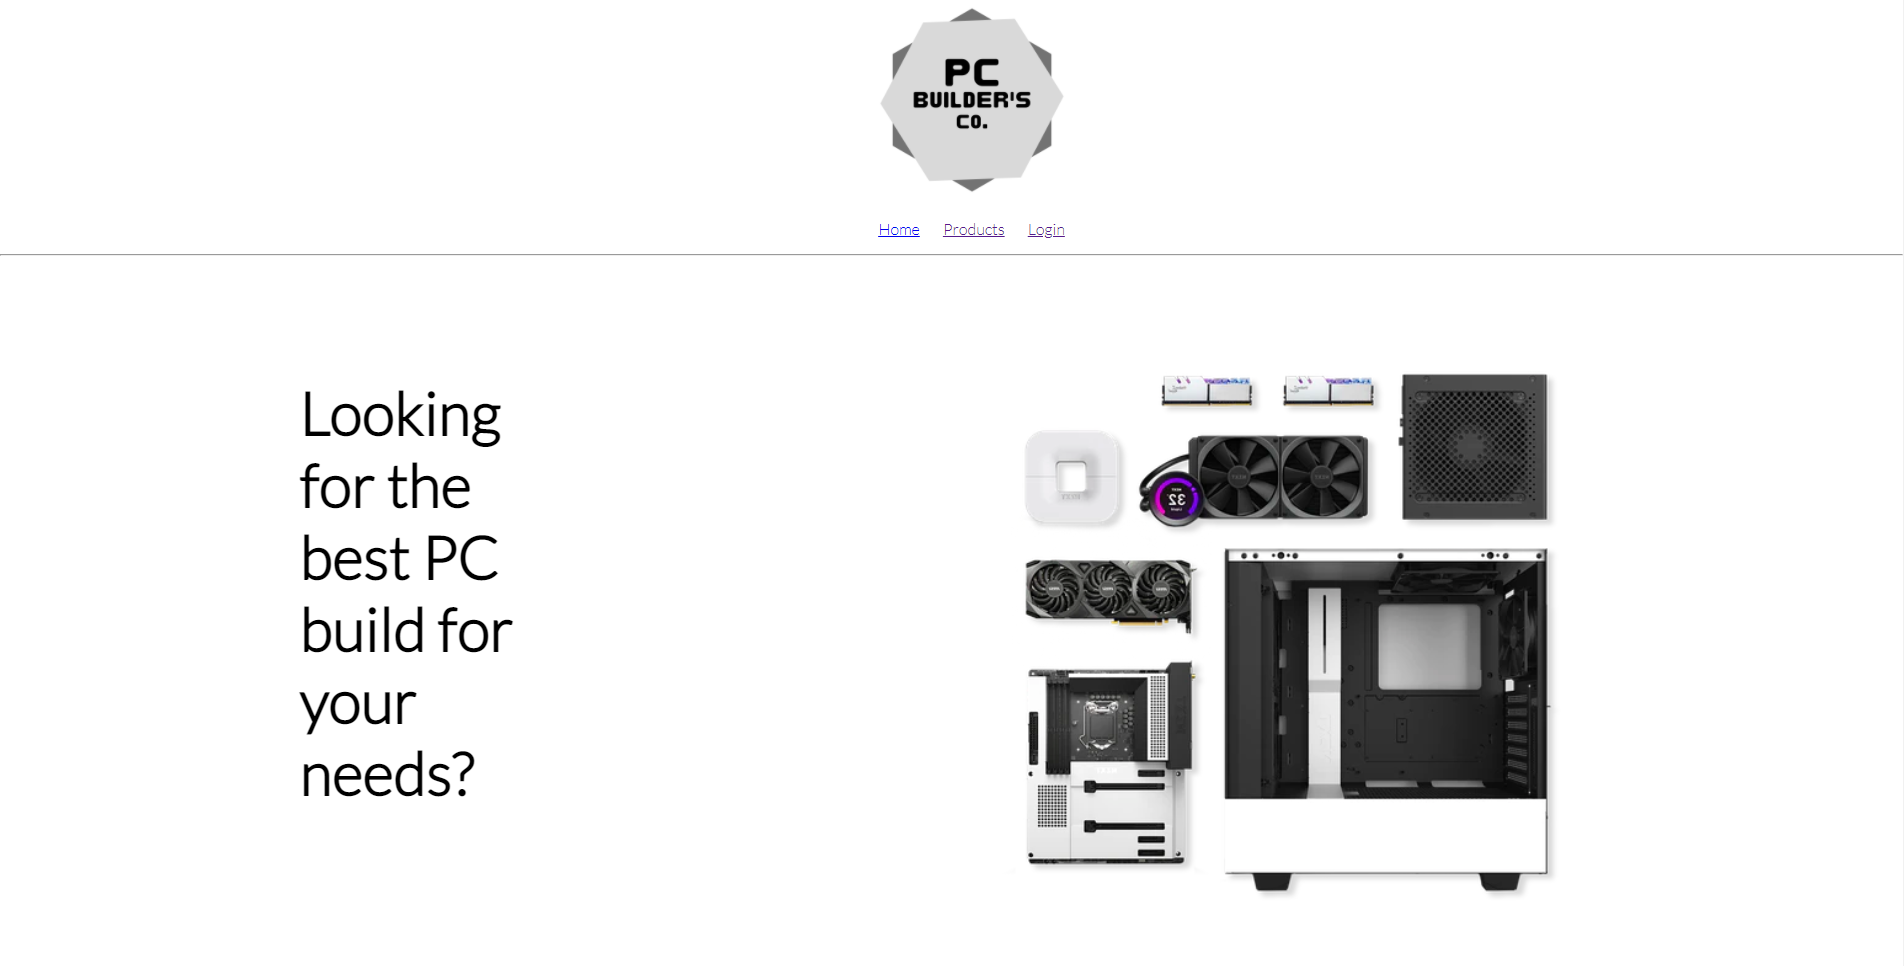 PC
BUILDER'S
CO.
Home Products Login
Looking
for the
best PC
build for
your
needs?
32